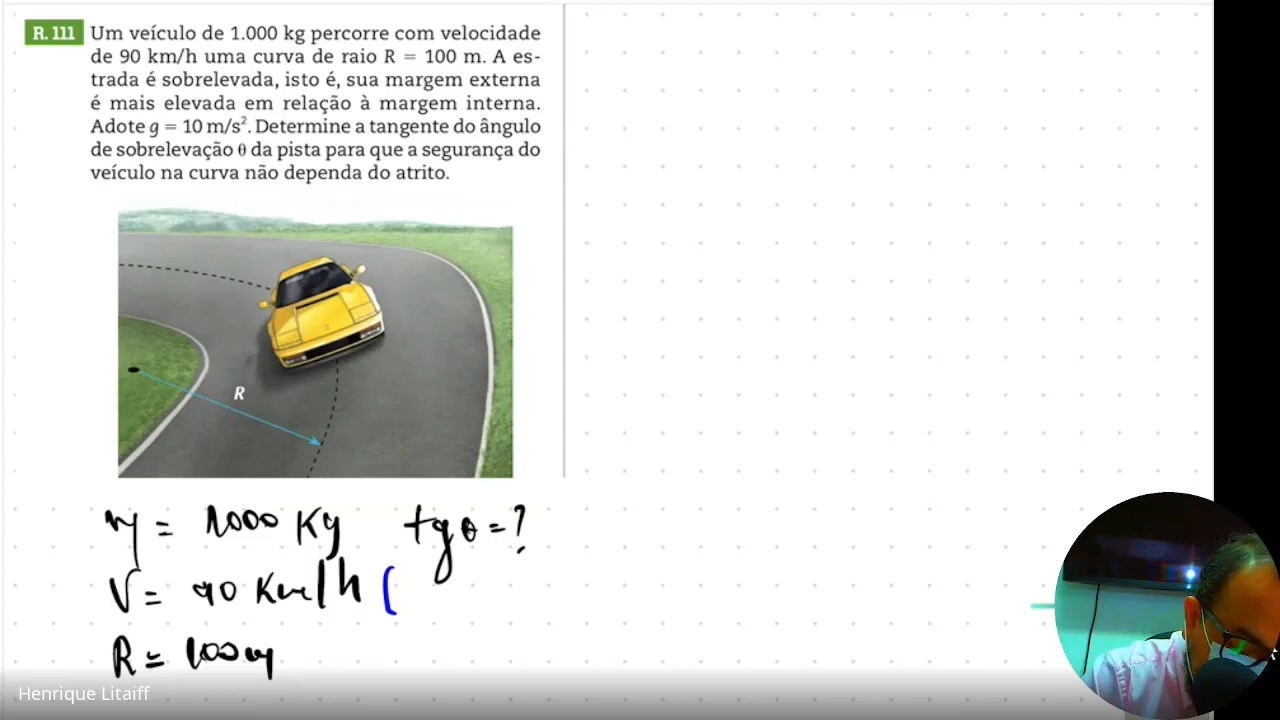 R. 111 Um veículo de 1.000 kg percorre com velocidade
de 90 km/h uma curva de raio R = 100 m. A es-
trada é sobrelevada, isto é, sua margem externa
é mais elevada em relação à margem interna.
Adote g = 10 m/s². Determine a tangente do ângulo
de sobrelevação θ da pista para que a segurança do
veículo na curva não dependa do atrito.
R
m = 1000 Kg tg θ = ?
V = 90 Km/h (
R = 100m
Henrique Litaiff